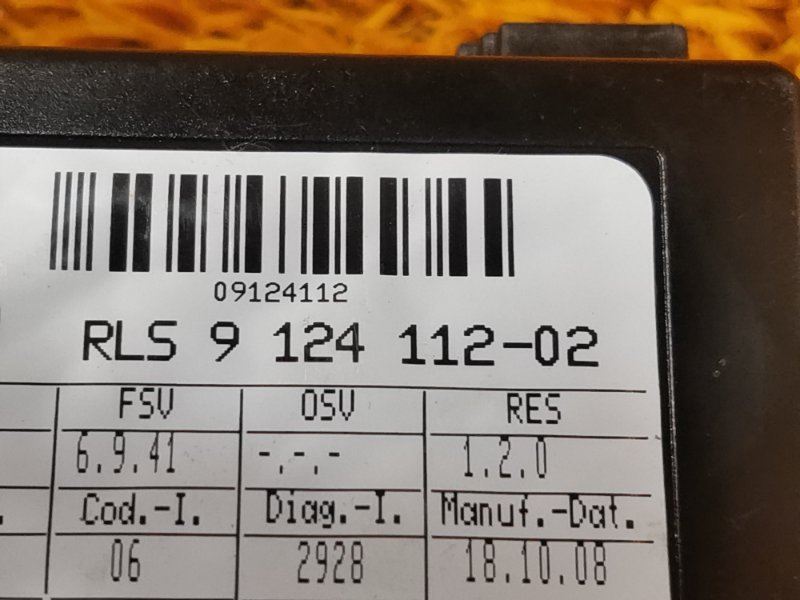 09124112
RLS 9 124 112-02
FSV OSV RES
6.9.41 -.-.- 1.2.0
Cod.-I. Diag.-I. Manuf.-Dat.
06 2928 18.10.08